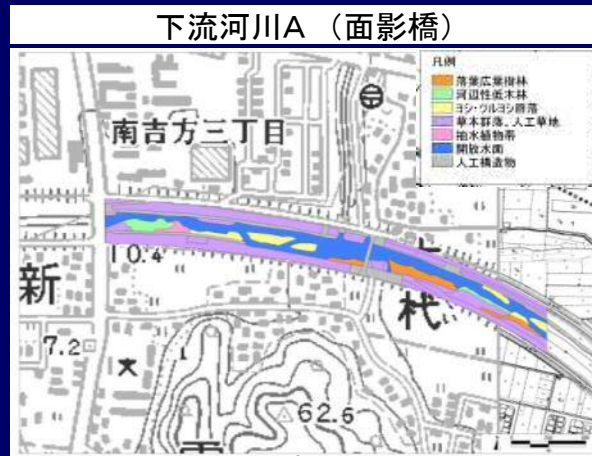 下流河川A （面影橋）
凡例
落葉広葉樹林
河辺性低木林
ヨシ・ツルヨシ群落
草本群落、人工草地
抽水植物帯
開放水面
人工構造物
南吉方三丁目
10.4
新
7.2
文
62.6